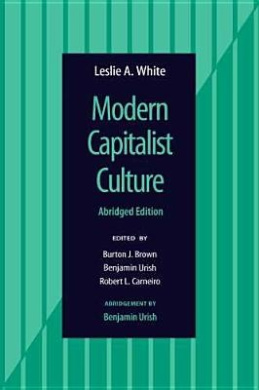 Leslie A. White
Modern
Capitalist
Culture
Abridged Edition
EDITED BY
Burton J. Brown
Benjamin Urish
Robert L. Carneiro
ABRIDGEMENT BY
Benjamin Urish